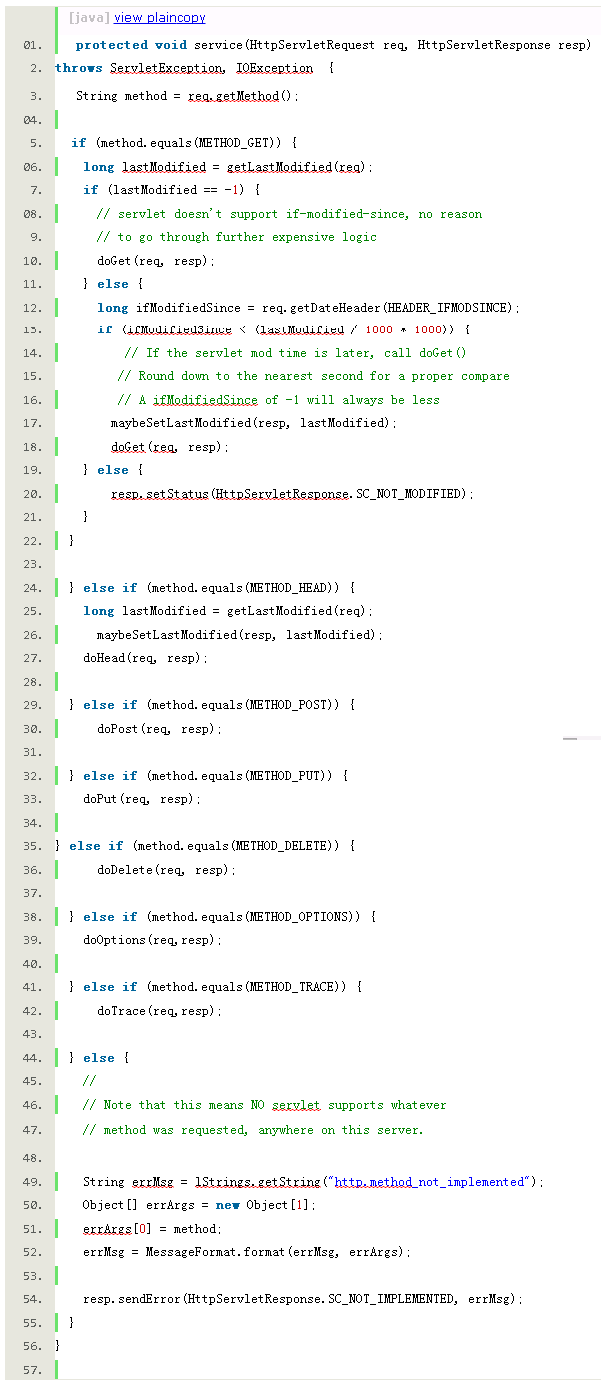 [java] view plaincopy
01. protected void service(HttpServletRequest req, HttpServletResponse resp)
2. throws ServletException, IOException {
3. String method = req.getMethod();
04.
5. if (method.equals(METHOD_GET)) {
06. long lastModified = getLastModified(req);
7. if (lastModified == -1) {
08. // servlet doesn't support if-modified-since, no reason
9. // to go through further expensive logic
10. doGet(req, resp);
11. } else {
12. long ifModifiedSince = req.getDateHeader(HEADER_IFMODSINCE);
13. if (ifModifiedSince < (lastModified / 1000 * 1000)) {
14. // If the servlet mod time is later, call doGet()
15. // Round down to the nearest second for a proper compare
16. // A ifModifiedSince of -1 will always be less
17. maybeSetLastModified(resp, lastModified);
18. doGet(req, resp);
19. } else {
20. resp.setStatus(HttpServletResponse.SC_NOT_MODIFIED);
21. }
22. }
23.
24. } else if (method.equals(METHOD_HEAD)) {
25. long lastModified = getLastModified(req);
26. maybeSetLastModified(resp, lastModified);
27. doHead(req, resp);
28.
29. } else if (method.equals(METHOD_POST)) {
30. doPost(req, resp);
31.
32. } else if (method.equals(METHOD_PUT)) {
33. doPut(req, resp);
34.
35. } else if (method.equals(METHOD_DELETE)) {
36. doDelete(req, resp);
37.
38. } else if (method.equals(METHOD_OPTIONS)) {
39. doOptions(req,resp);
40.
41. } else if (method.equals(METHOD_TRACE)) {
42. doTrace(req,resp);
43.
44. } else {
45. //
46. // Note that this means NO servlet supports whatever
47. // method was requested, anywhere on this server.
48.
49. String errMsg = lStrings.getString("http.method_not_implemented");
50. Object[] errArgs = new Object[1];
51. errArgs[0] = method;
52. errMsg = MessageFormat.format(errMsg, errArgs);
53.
54. resp.sendError(HttpServletResponse.SC_NOT_IMPLEMENTED, errMsg);
55. }
56. }
57.